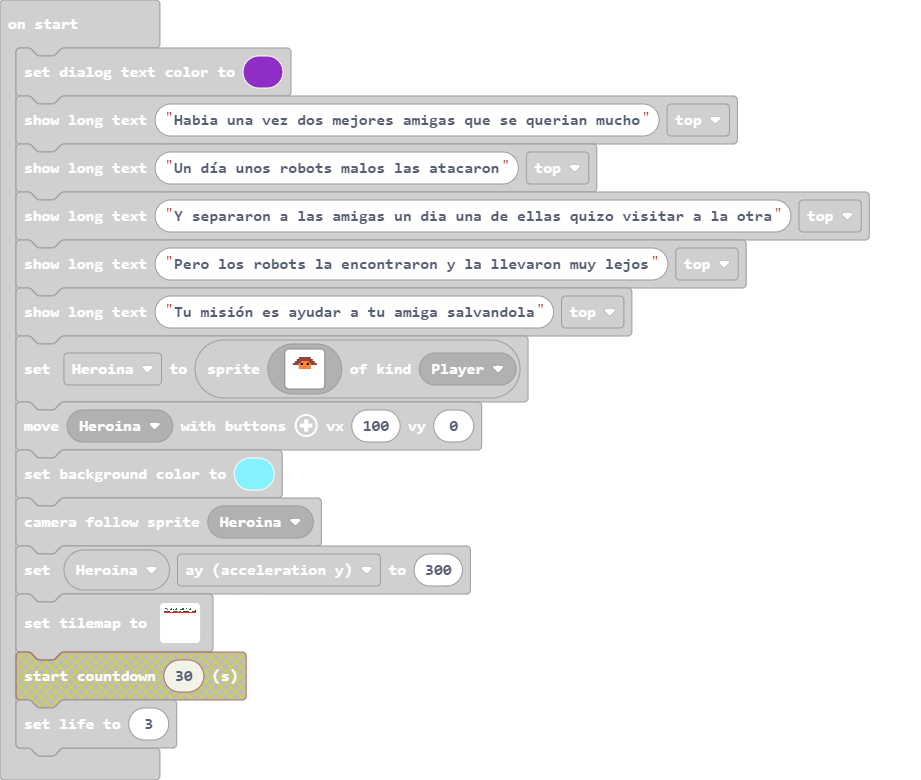 on start
set dialog text color to
show long text "Habia una vez dos mejores amigas que se querian mucho" top
show long text "Un día unos robots malos las atacaron" top
show long text "Y separaron a las amigas un dia una de ellas quizo visitar a la otra" top
show long text "Pero los robots la encontraron y la llevaron muy lejos" top
show long text "Tu misión es ayudar a tu amiga salvandola" top
set Heroina to sprite of kind Player
move Heroina with buttons vx 100 vy 0
set background color to
camera follow sprite Heroina
set Heroina ay (acceleration y) to 300
set tilemap to
start countdown 30 (s)
set life to 3